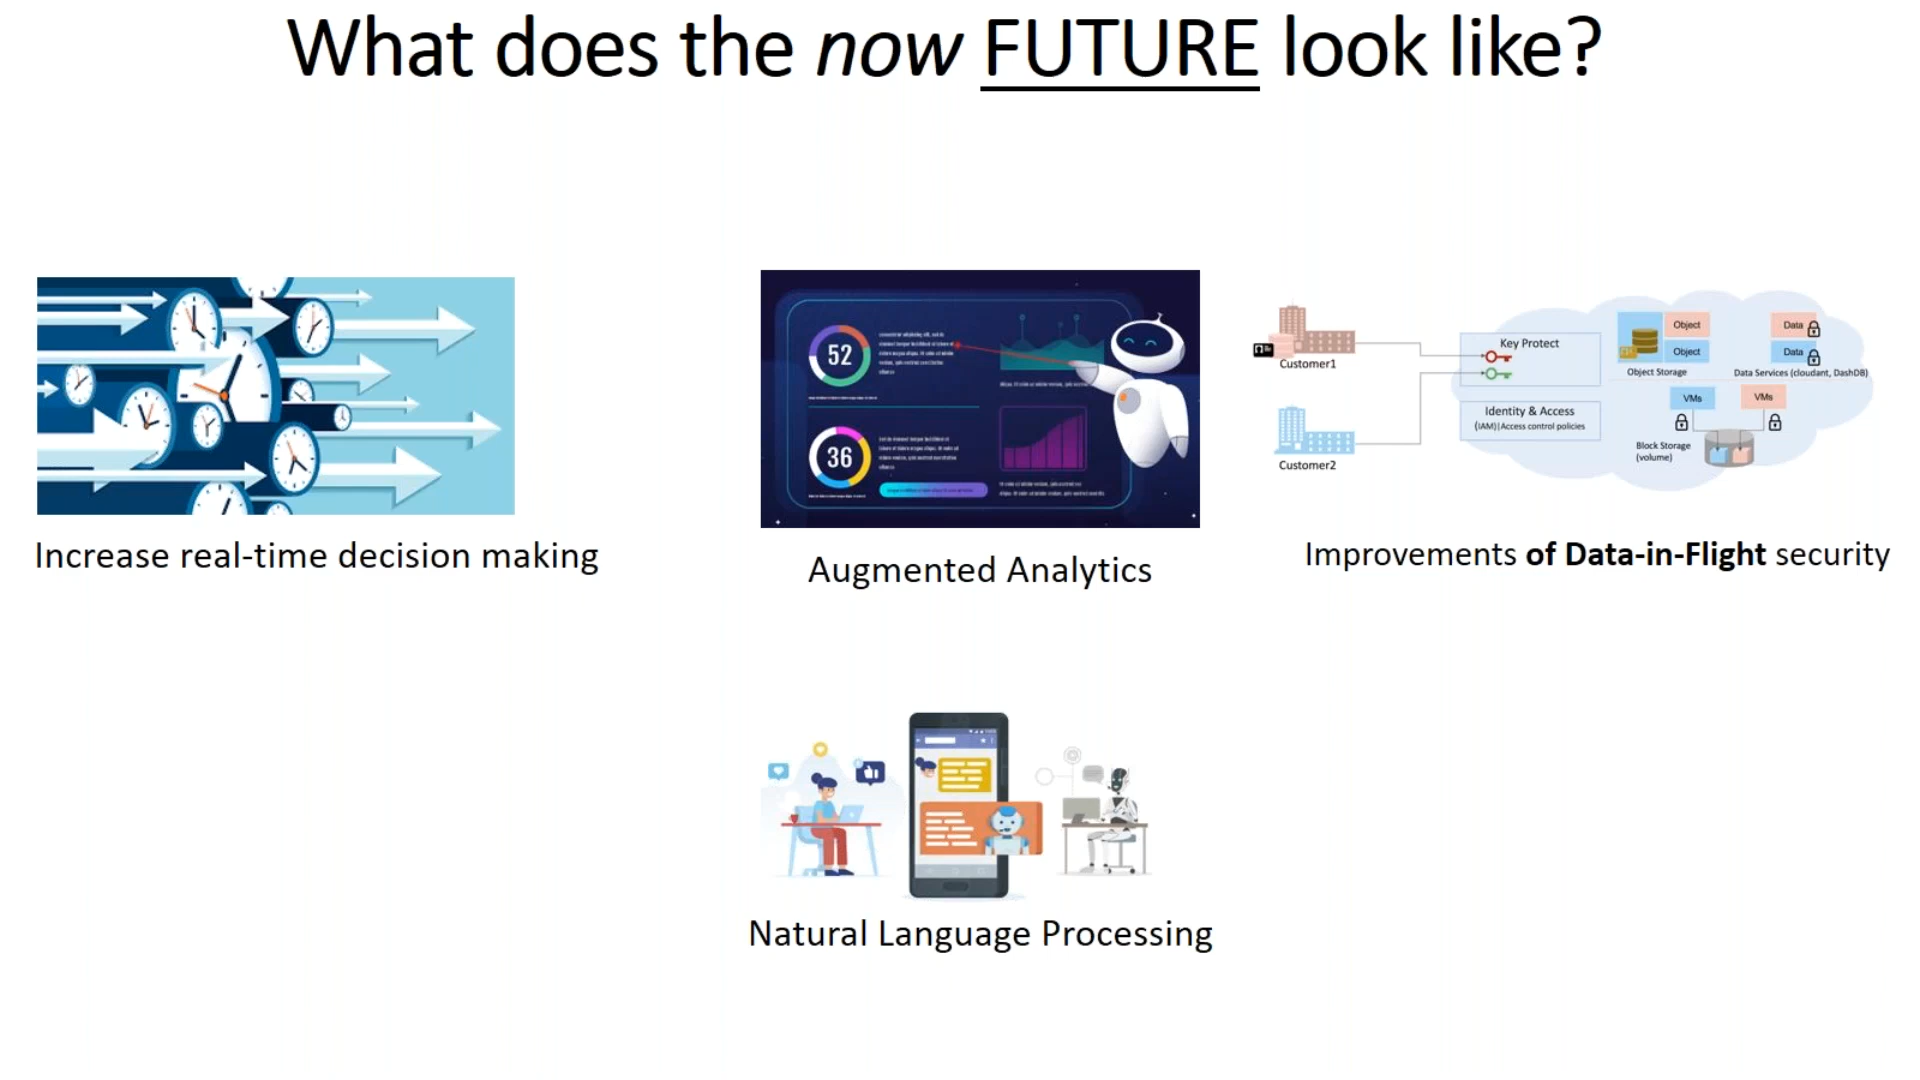 What does the now FUTURE look like?
52
36
Customer1
Customer2
Key Protect
Identity & Access
(IAM)|Access control policies
Object
Object
Object Storage
Data
Data
Data Services (cloudant, DashDB)
VMs
VMs
Block Storage
(volume)
Increase real-time decision making
Augmented Analytics
Improvements of Data-in-Flight security
Natural Language Processing